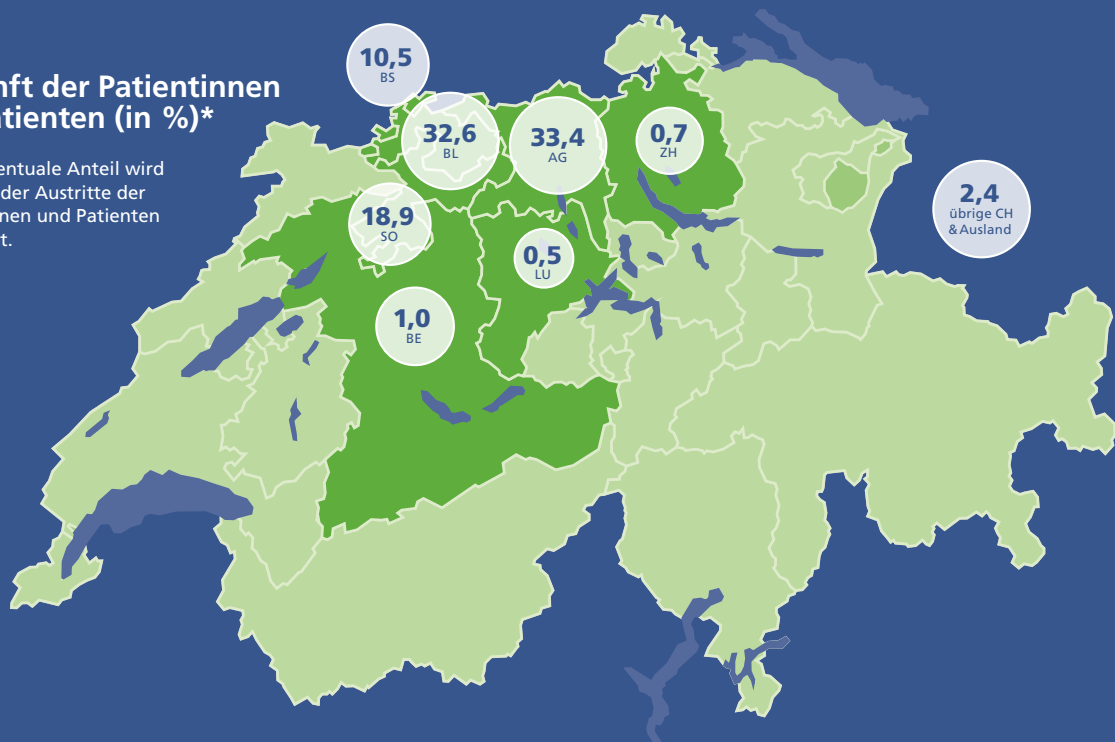 nft der Patientinnen
tienten (in %)*
entuale Anteil wird
der Austritte der
nen und Patienten
t.
10,5
BS
32,6
BL
33,4
AG
0,7
ZH
18,9
SO
0,5
LU
1,0
BE
2,4
übrige CH
& Ausland